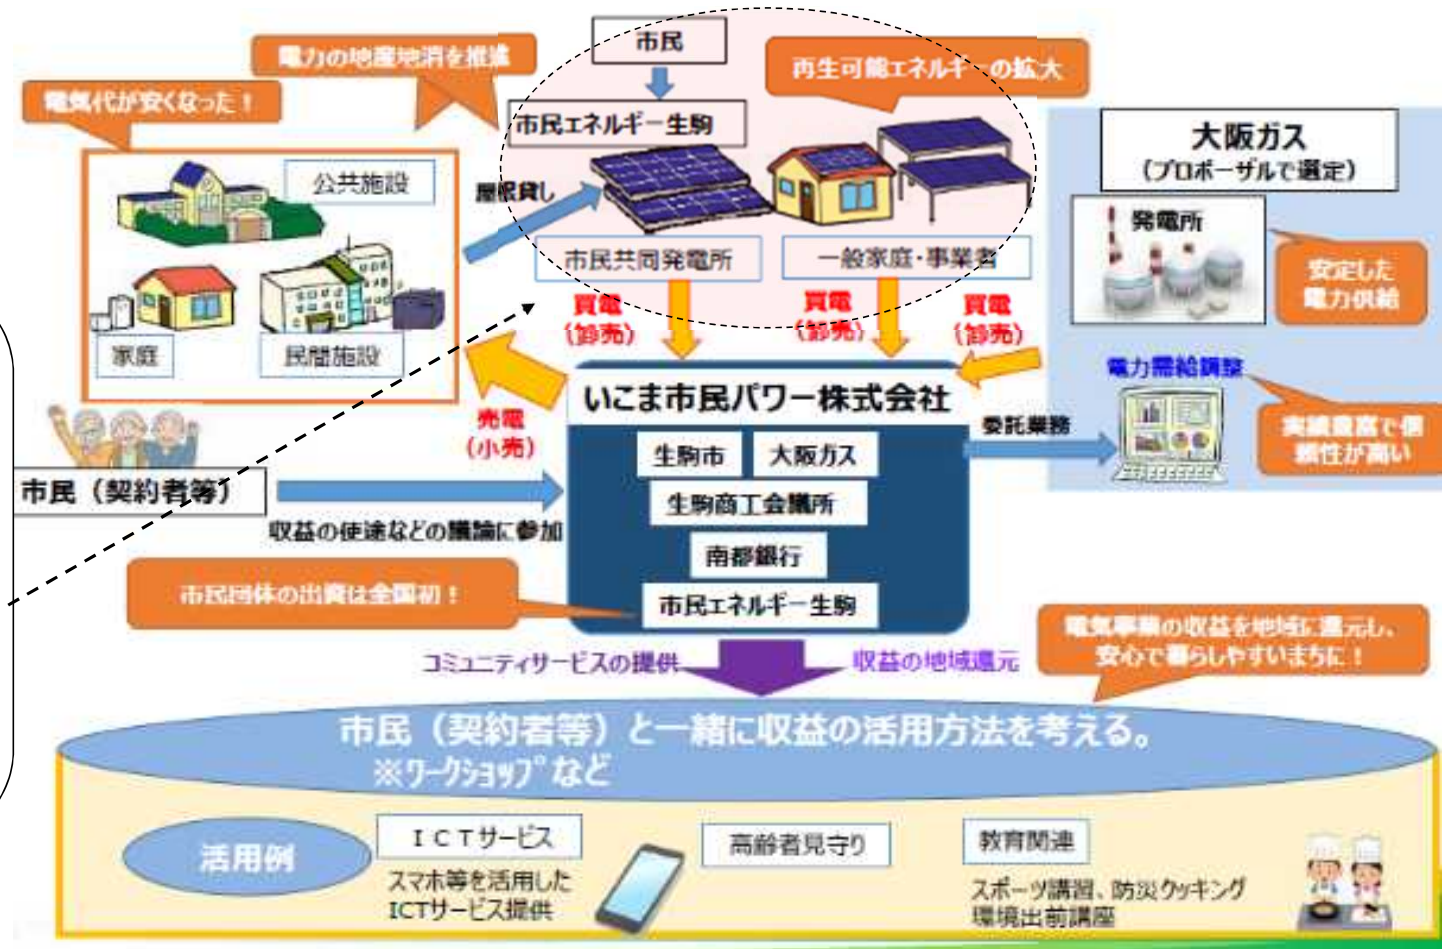 市民
電力の地産地消を推進
再生可能エネルギーの拡大
電気代が安くなった！
市民エネルギー生駒
大阪ガス
（プロポーザルで選定）
公共施設
屋根貸し
発電所
市民共同発電所
一般家庭・事業者
安定した
電力供給
家庭
民間施設
買電
（卸売）
買電
（卸売）
買電
（卸売）
電力需給調整
いこま市民パワー株式会社
売電
（小売）
委託業務
実績豊富で信
頼性が高い
生駒市
大阪ガス
市民（契約者等）
生駒商工会議所
収益の使途などの議論に参加
南都銀行
市民団体の出資は全国初！
市民エネルギー生駒
電気事業の収益を地域に還元し、
安心で暮らしやすいまちに！
コミュニティサービスの提供
収益の地域還元
市民（契約者等）と一緒に収益の活用方法を考える。
※ワークショップなど
活用例
ＩＣＴサービス
スマホ等を活用した
ICTサービス提供
高齢者見守り
教育関連
スポーツ講習、防災クッキング
環境出前講座